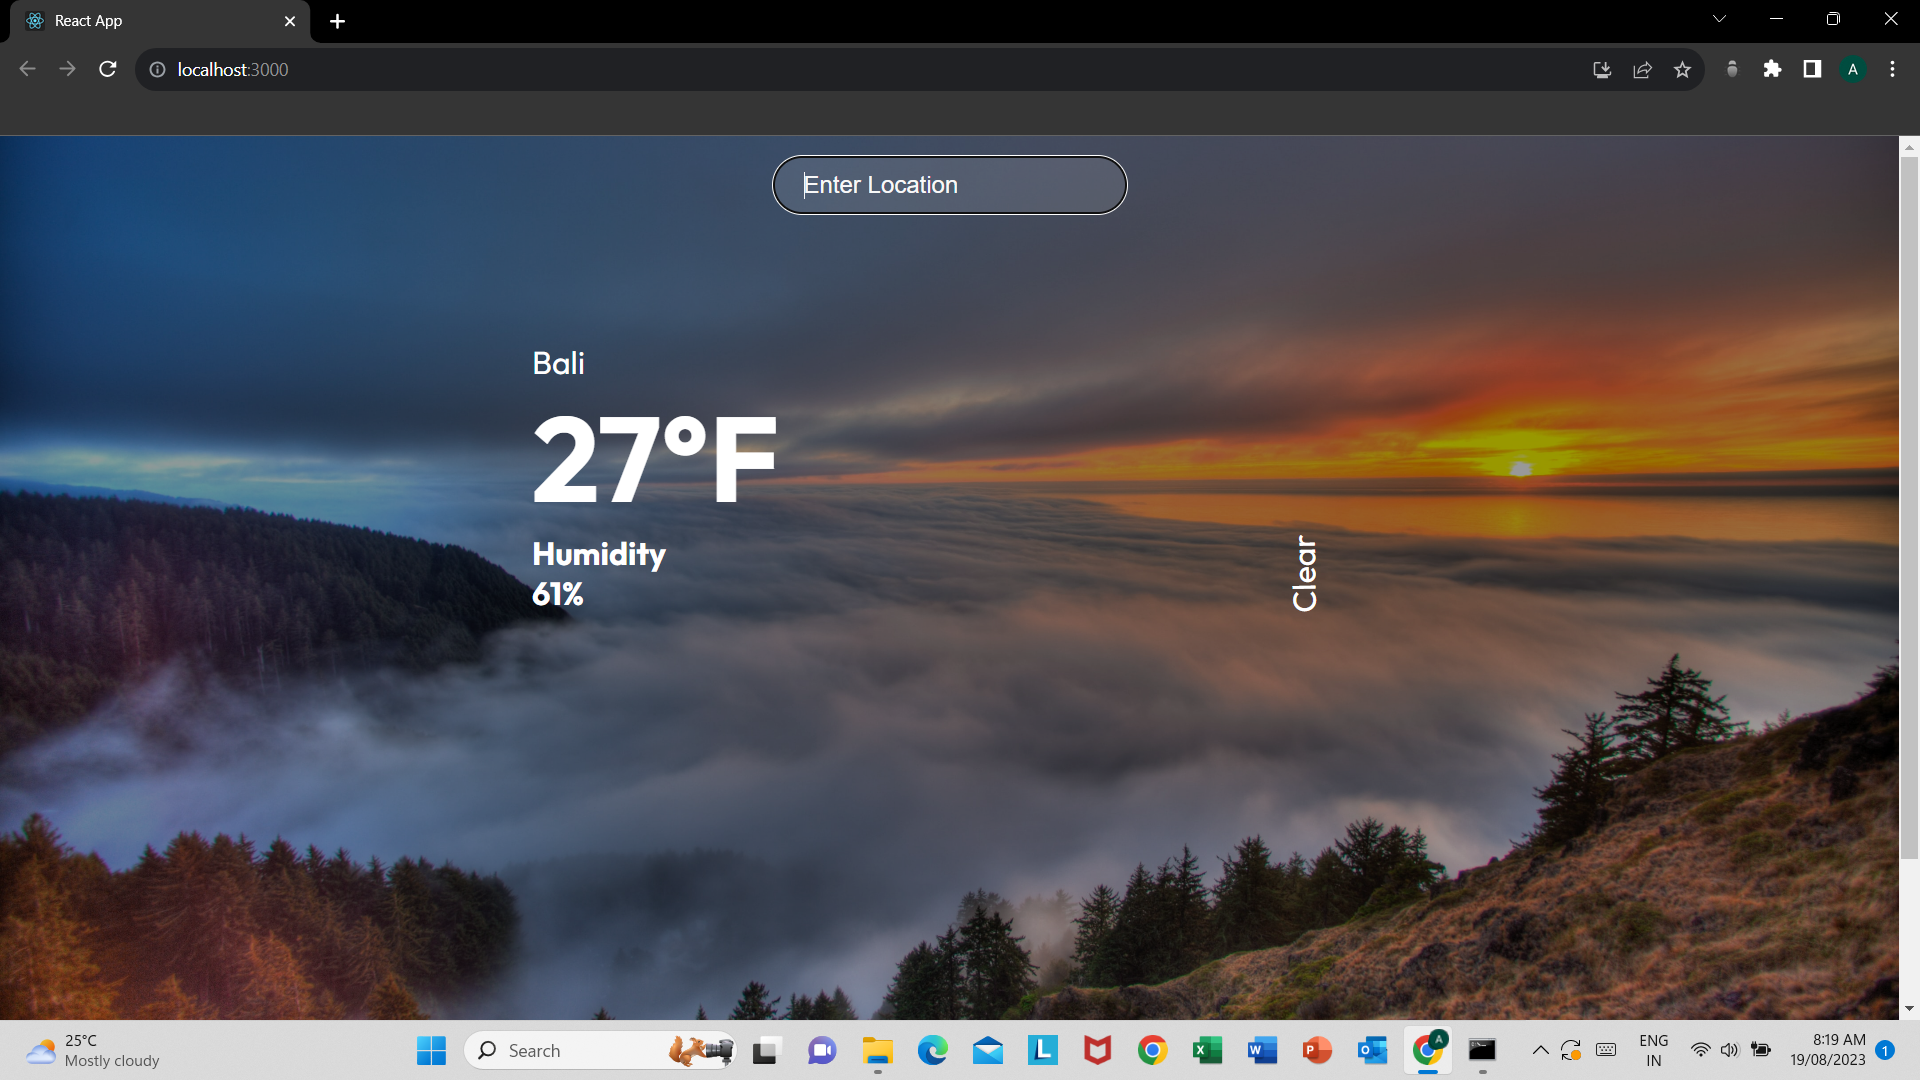 React App
localhost:3000
A
Enter Location
Bali
27°F
Humidity
61%
Clear
25°C
Mostly cloudy
Search
L
X
W
P
O
A
ENG
IN
8:19 AM
19/08/2023
1